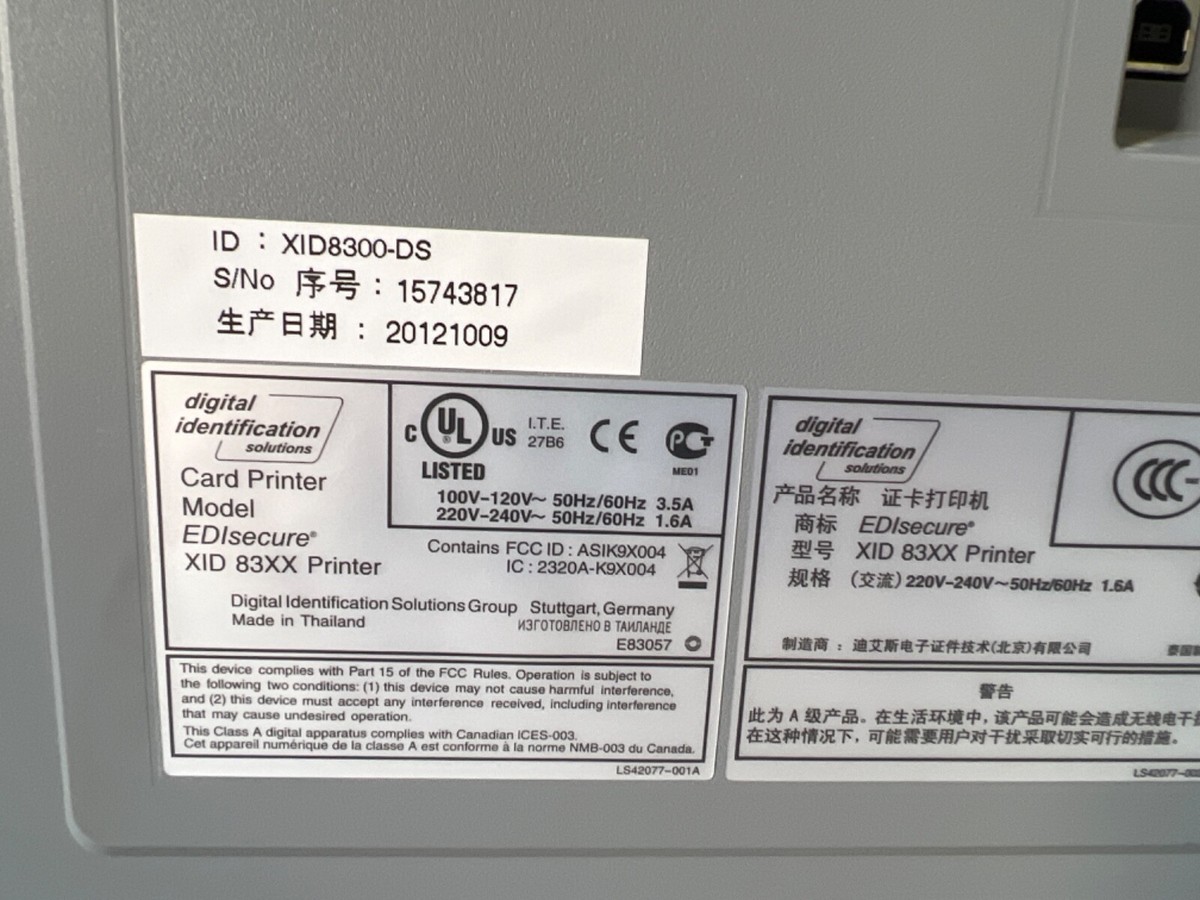 ID : XID8300-DS
S/No 序号 : 15743817
生产日期 : 20121009
digital
identification
solutions
Card Printer
Model
EDIsecure®
XID 83XX Printer
C UL ® US
LISTED
I.T.E.
27B6
CE
PCT
ME01
100V-120V~ 50Hz/60Hz 3.5A
220V-240V~ 50Hz/60Hz 1.6A
Contains FCC ID : ASIK9X004
IC : 2320A-K9X004
Digital Identification Solutions Group Stuttgart, Germany
Made in Thailand ИЗГОТОВЛЕНО В ТАИЛАНДЕ
E83057
This device complies with Part 15 of the FCC Rules. Operation is subject to
the following two conditions: (1) this device may not cause harmful interference,
and (2) this device must accept any interference received, including interference
that may cause undesired operation.
This Class A digital apparatus complies with Canadian ICES-003.
Cet appareil numérique de la classe A est conforme à la norme NMB-003 du Canada.
LS42077-001A
digital
identification
solutions
CCC
产品名称 证卡打印机
商标 EDIsecure®
型号 XID 83XX Printer
规格 (交流) 220V-240V~50Hz/60Hz 1.6A
制造商 : 迪艾斯电子证件技术(北京)有限公司
泰国制
警告
此为 A 级产品。在生活环境中，该产品可能会造成无线电干
在这种情况下，可能需要用户对干扰采取切实可行的措施。
LS42077-00